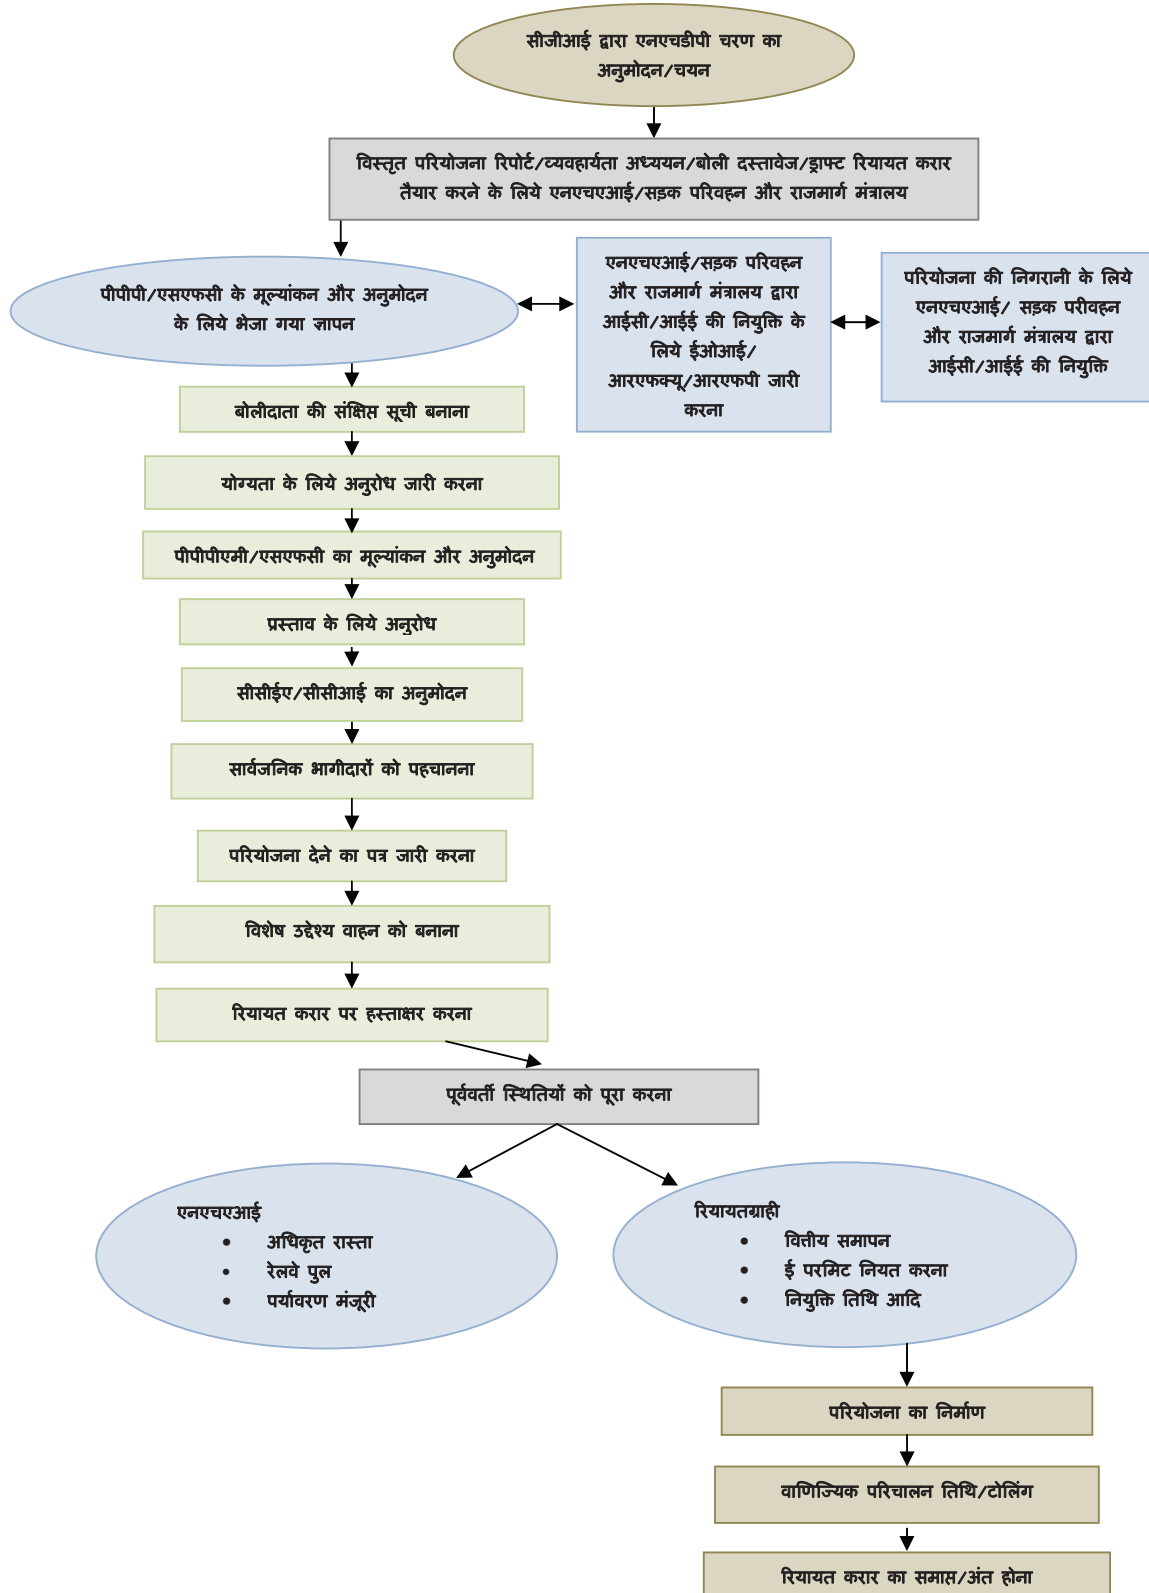 सीजीआई द्वारा एनएचडीपी चरण का
अनुमोदन/चयन
विस्तृत परियोजना रिपोर्ट/व्यवहार्यता अध्ययन/बोली दस्तावेज/ड्राफ्ट रियायत करार
तैयार करने के लिये एनएचएआई/सड़क परिवहन और राजमार्ग मंत्रालय
पीपीपी/एसएफसी के मूल्यांकन और अनुमोदन
के लिये भेजा गया ज्ञापन
एनएचएआई/सड़क परिवहन
और राजमार्ग मंत्रालय द्वारा
आईसी/आईई की नियुक्ति के
लिये ईओआई/
आरएफक्यू/आरएफपी जारी
करना
परियोजना की निगरानी के लिये
एनएचएआई/ सड़क परीवहन
और राजमार्ग मंत्रालय द्वारा
आईसी/आईई की नियुक्ति
बोलीदाता की संक्षिप्त सूची बनाना
योग्यता के लिये अनुरोध जारी करना
पीपीपीएमी/एसएफसी का मूल्यांकन और अनुमोदन
प्रस्ताव के लिये अनुरोध
सीसीईए/सीसीआई का अनुमोदन
सार्वजनिक भागीदारों को पहचानना
परियोजना देने का पत्र जारी करना
विशेष उद्देश्य वाहन को बनाना
रियायत करार पर हस्ताक्षर करना
पूर्ववर्ती स्थितियों को पूरा करना
एनएचएआई
• अधिकृत रास्ता
• रेलवे पुल
• पर्यावरण मंजूरी
रियायतग्राही
• वित्तीय समापन
• ई परमिट नियत करना
• नियुक्ति तिथि आदि
परियोजना का निर्माण
वाणिज्यिक परिचालन तिथि/टोलिंग
रियायत करार का समाप्त/अंत होना